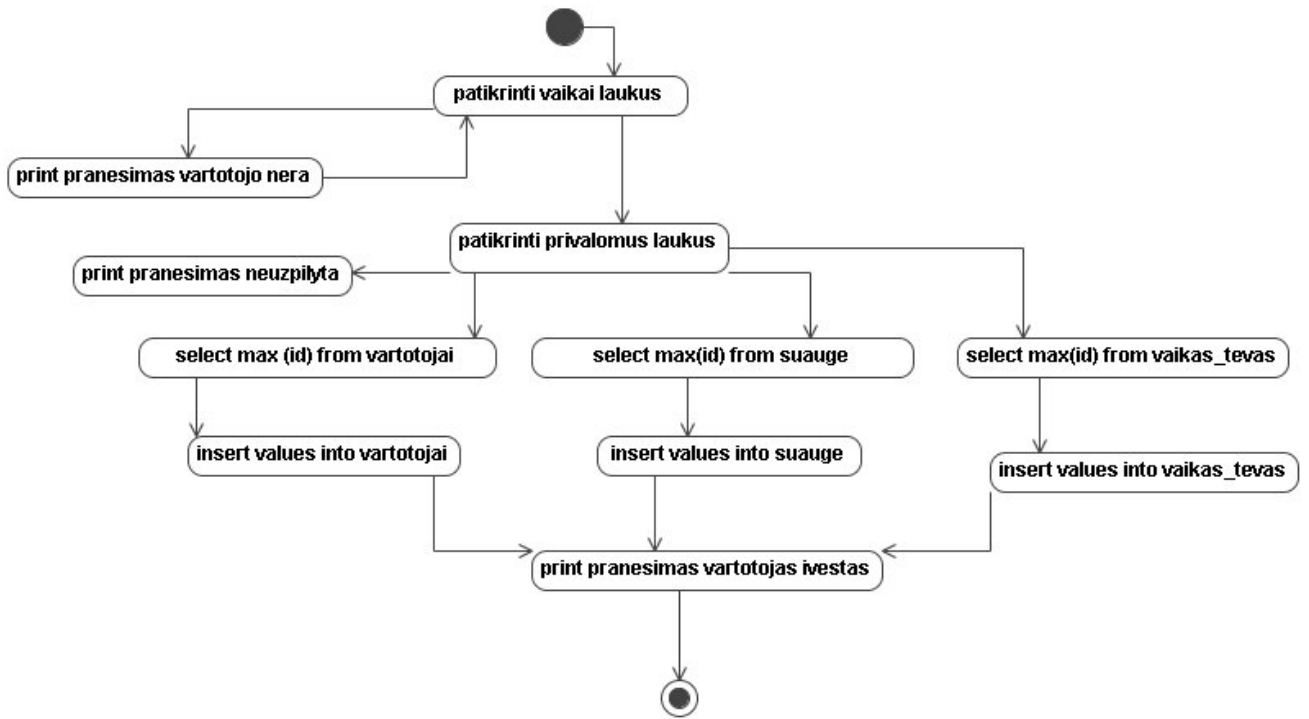 patikrinti vaikai laukus
print pranesimas vartotojo nera
patikrinti privalomus laukus
print pranesimas neuzpilyta
select max (id) from vartotojai
select max(id) from suauge
select max(id) from vaikas_tevas
insert values into vartotojai
insert values into suauge
insert values into vaikas_tevas
print pranesimas vartotojas ivestas